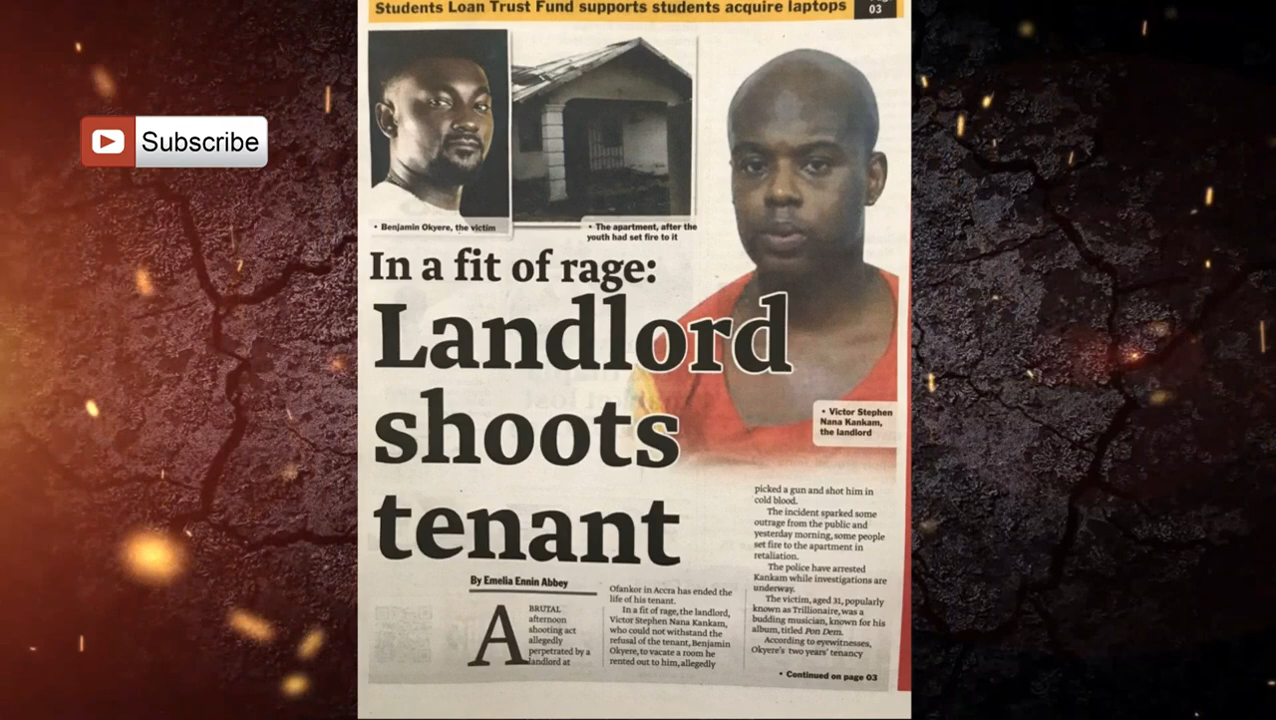 Students Loan Trust Fund supports students acquire laptops
03
Subscribe
• Benjamin Okyere, the victim
• The apartment, after the
youth had set fire to it
In a fit of rage:
Landlord
shoots
tenant
• Victor Stephen
Nana Kankam,
the landlord
By Emelia Ennin Abbey
A BRUTAL
afternoon
shooting act
allegedly
perpetrated by a
landlord at
Ofankor in Accra has ended the
life of his tenant.
In a fit of rage, the landlord,
Victor Stephen Nana Kankam,
who could not withstand the
refusal of the tenant, Benjamin
Okyere, to vacate a room he
rented out to him, allegedly
picked a gun and shot him in
cold blood.
The incident sparked some
outrage from the public and
yesterday morning, some people
set fire to the apartment in
retaliation.
The police have arrested
Kankam while investigations are
underway.
The victim, aged 31, popularly
known as Trillionaire, was a
budding musician, known for his
album, titled Pon Dem.
According to eyewitnesses,
Okyere's two years' tenancy
• Continued on page 03